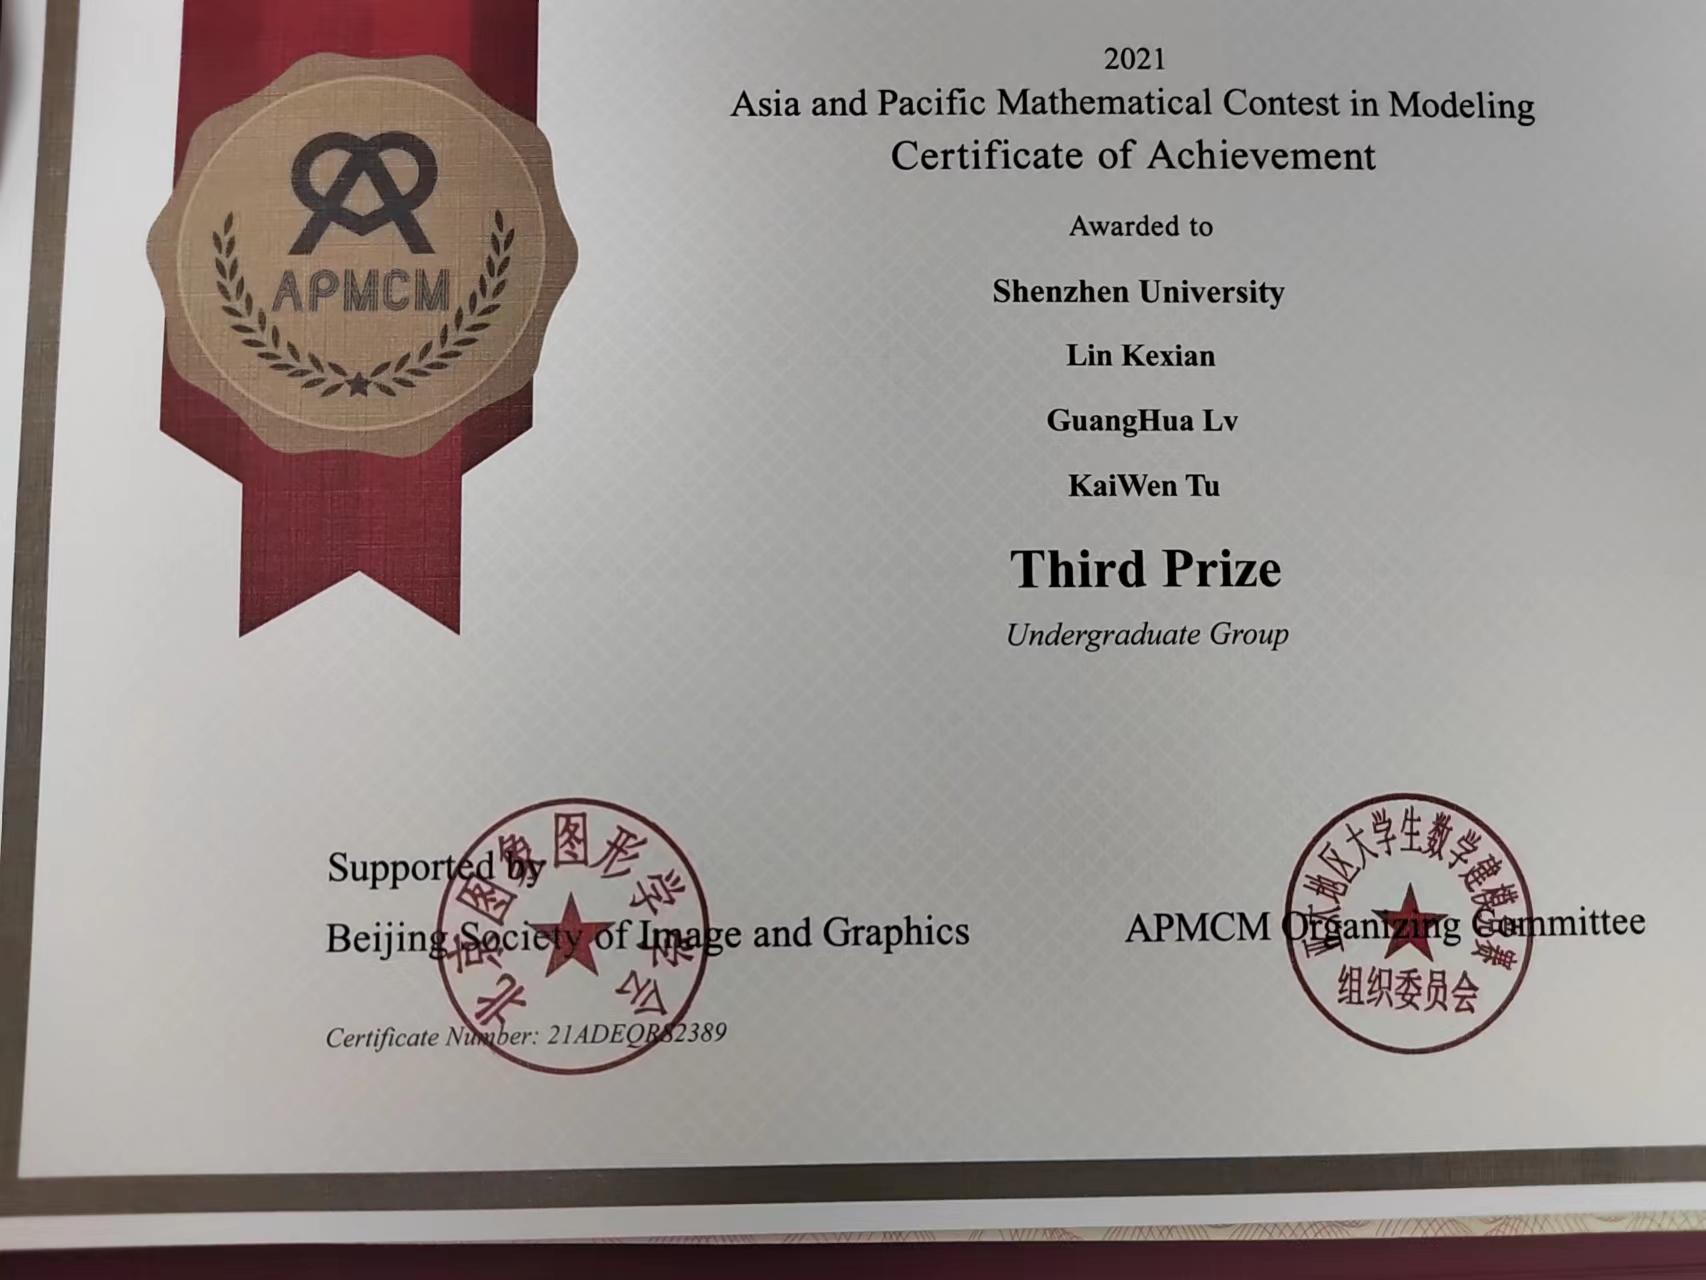 APMCM
2021
Asia and Pacific Mathematical Contest in Modeling
Certificate of Achievement
Awarded to
Shenzhen University
Lin Kexian
GuangHua Lv
KaiWen Tu
Third Prize
Undergraduate Group
Supported by
Beijing Society of Image and Graphics
北京图象图形学学会
Certificate Number: 21ADEQR82389
APMCM Organizing Committee
亚太地区大学生数学建模竞赛
组织委员会